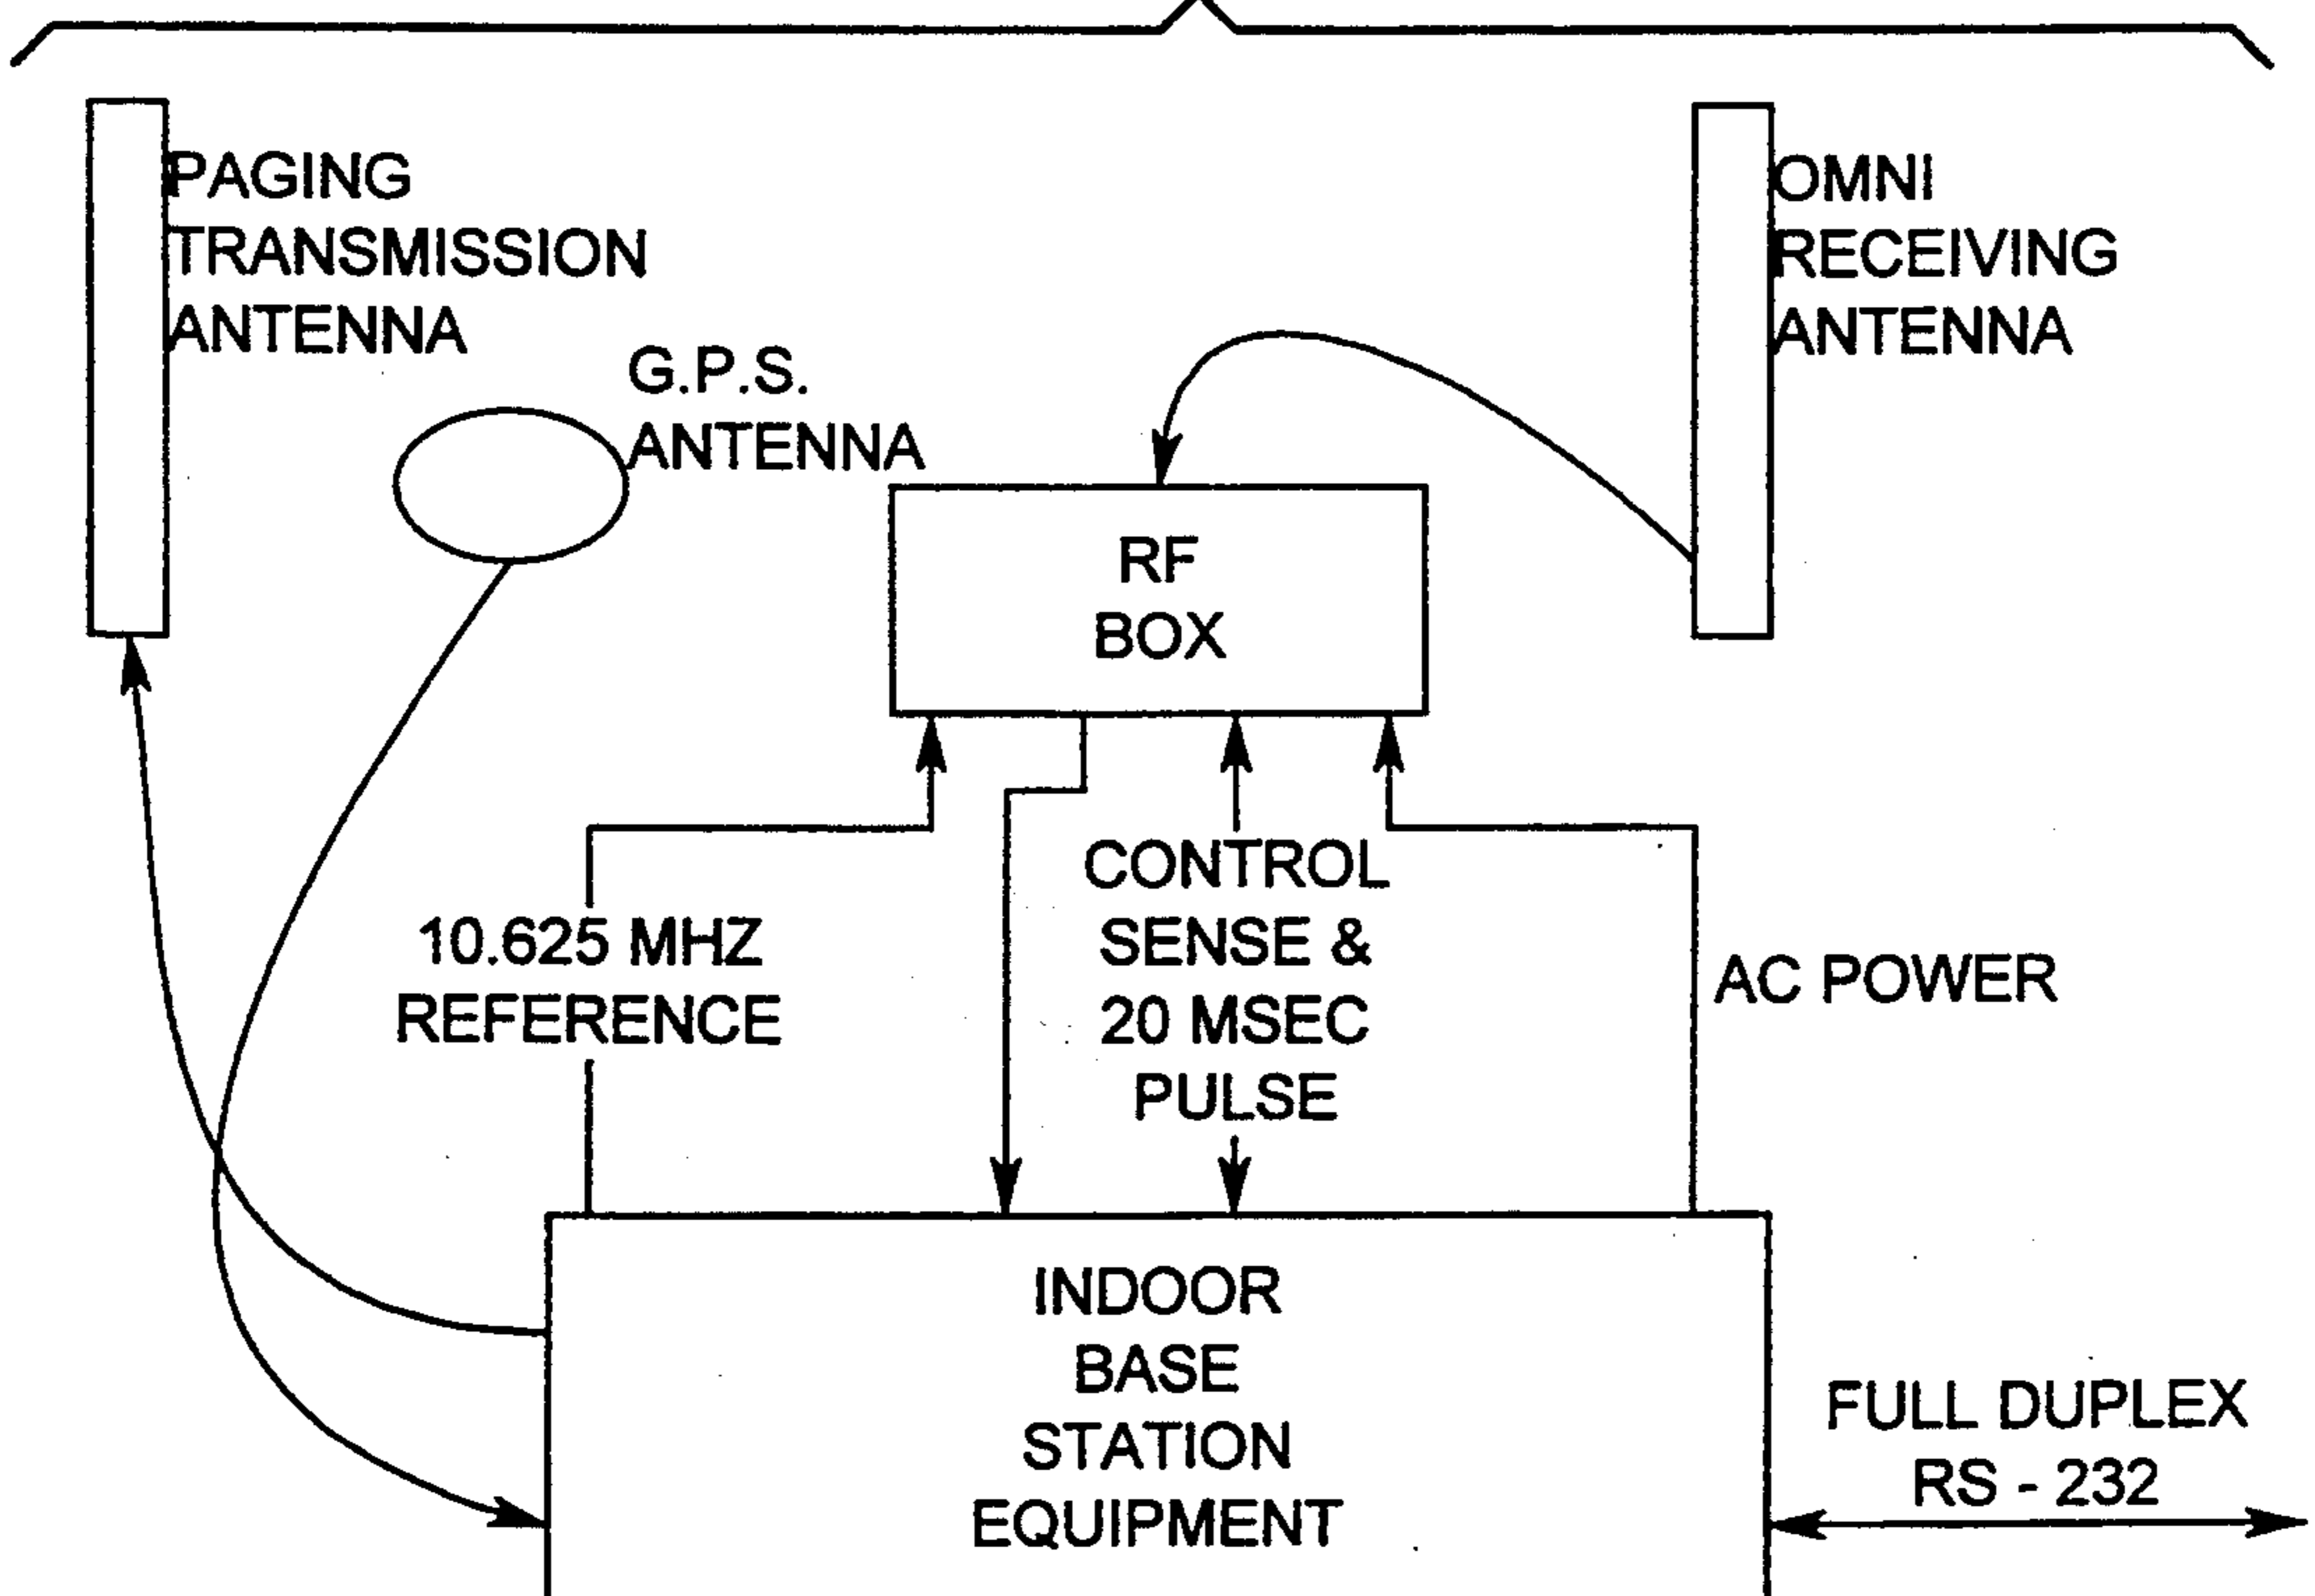 PAGING
TRANSMISSION
ANTENNA
G.P.S.
ANTENNA
OMNI
RECEIVING
ANTENNA
RF
BOX
10.625 MHZ
REFERENCE
CONTROL
SENSE &
20 MSEC
PULSE
AC POWER
INDOOR
BASE
STATION
EQUIPMENT
FULL DUPLEX
RS - 232